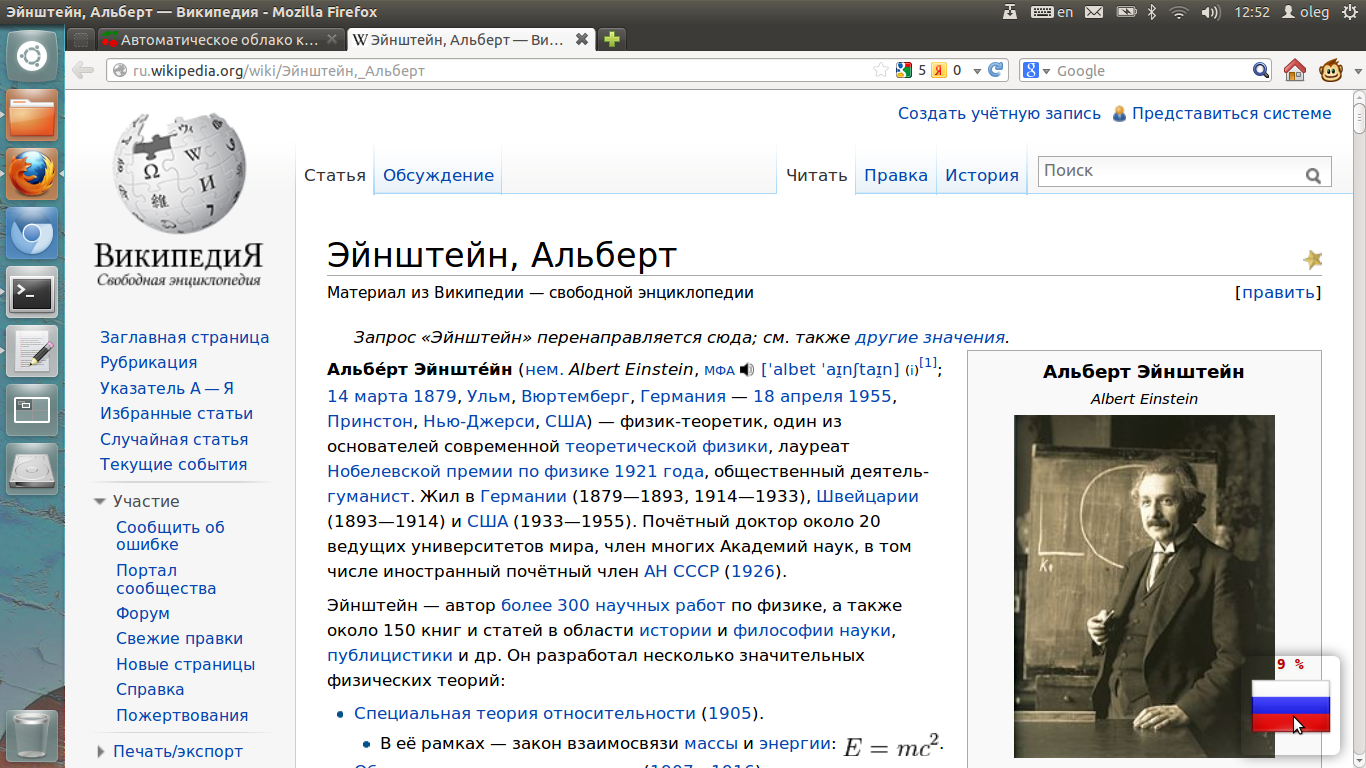 Эйнштейн, Альберт — Википедия - Mozilla Firefox
en
12:52
oleg
Автоматическое облако к...
W Эйнштейн, Альберт — Ви...
ru.wikipedia.org/wiki/Эйнштейн,_Альберт
5
Я 0
8
Google
Создать учётную запись
Представиться системе
Статья
Обсуждение
Читать
Правка
История
Поиск
Ω W И 維
ВикипедиЯ
Свободная энциклопедия
Заглавная страница
Рубрикация
Указатель А — Я
Избранные статьи
Случайная статья
Текущие события
Участие
Сообщить об
ошибке
Портал
сообщества
Форум
Свежие правки
Новые страницы
Справка
Пожертвования
Печать/экспорт
Эйнштейн, Альберт
Материал из Википедии — свободной энциклопедии
[править]
Запрос «Эйнштейн» перенаправляется сюда; см. также другие значения.
Альбе́рт Эйнште́йн (нем. Albert Einstein, МФА [ˈalbɐt ˈaɪ̯nʃtaɪ̯n] (i)[1];
14 марта 1879, Ульм, Вюртемберг, Германия — 18 апреля 1955,
Принстон, Нью-Джерси, США) — физик-теоретик, один из
основателей современной теоретической физики, лауреат
Нобелевской премии по физике 1921 года, общественный деятель-
гуманист. Жил в Германии (1879—1893, 1914—1933), Швейцарии
(1893—1914) и США (1933—1955). Почётный доктор около 20
ведущих университетов мира, член многих Академий наук, в том
числе иностранный почётный член АН СССР (1926).
Эйнштейн — автор более 300 научных работ по физике, а также
около 150 книг и статей в области истории и философии науки,
публицистики и др. Он разработал несколько значительных
физических теорий:
Специальная теория относительности (1905).
В её рамках — закон взаимосвязи массы и энергии: E = mc².
Альберт Эйнштейн
Albert Einstein
9 %